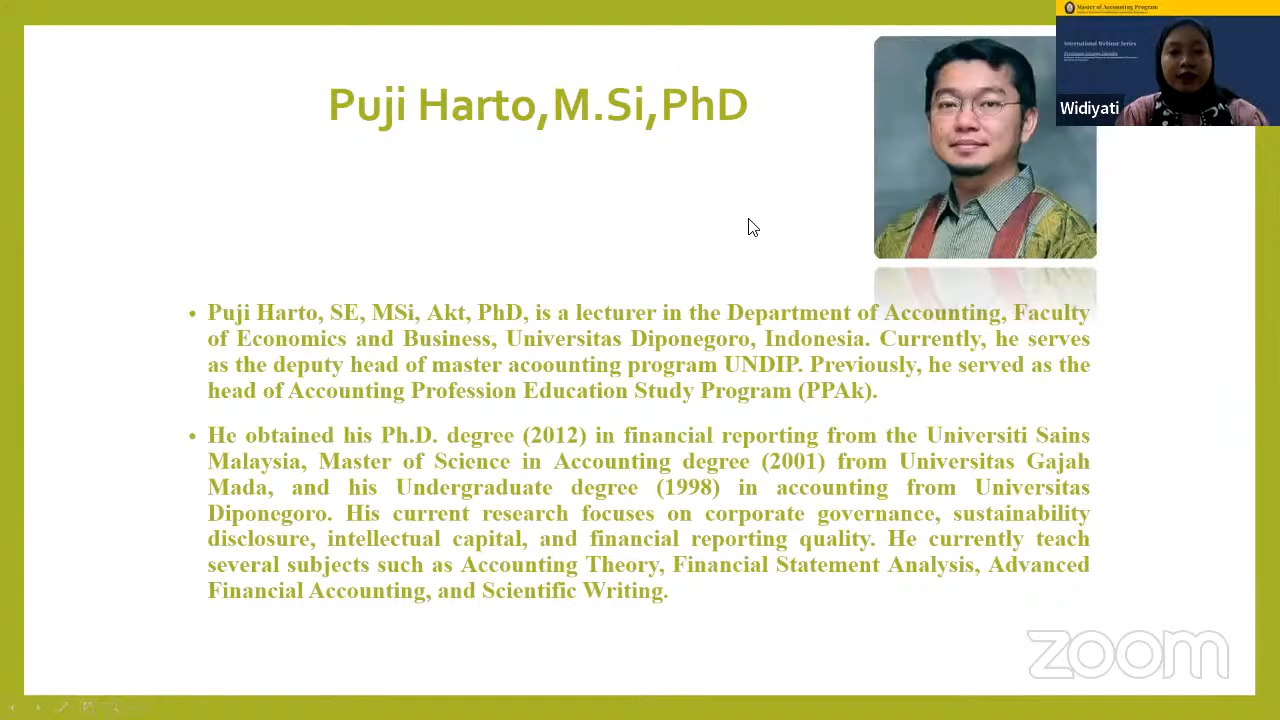 Master of Accounting Program
International Webinar Series
Puji Harto,M.Si,PhD
Widiyati
• Puji Harto, SE, MSi, Akt, PhD, is a lecturer in the Department of Accounting, Faculty
of Economics and Business, Universitas Diponegoro, Indonesia. Currently, he serves
as the deputy head of master acoounting program UNDIP. Previously, he served as the
head of Accounting Profession Education Study Program (PPAk).
• He obtained his Ph.D. degree (2012) in financial reporting from the Universiti Sains
Malaysia, Master of Science in Accounting degree (2001) from Universitas Gajah
Mada, and his Undergraduate degree (1998) in accounting from Universitas
Diponegoro. His current research focuses on corporate governance, sustainability
disclosure, intellectual capital, and financial reporting quality. He currently teach
several subjects such as Accounting Theory, Financial Statement Analysis, Advanced
Financial Accounting, and Scientific Writing.
zoom